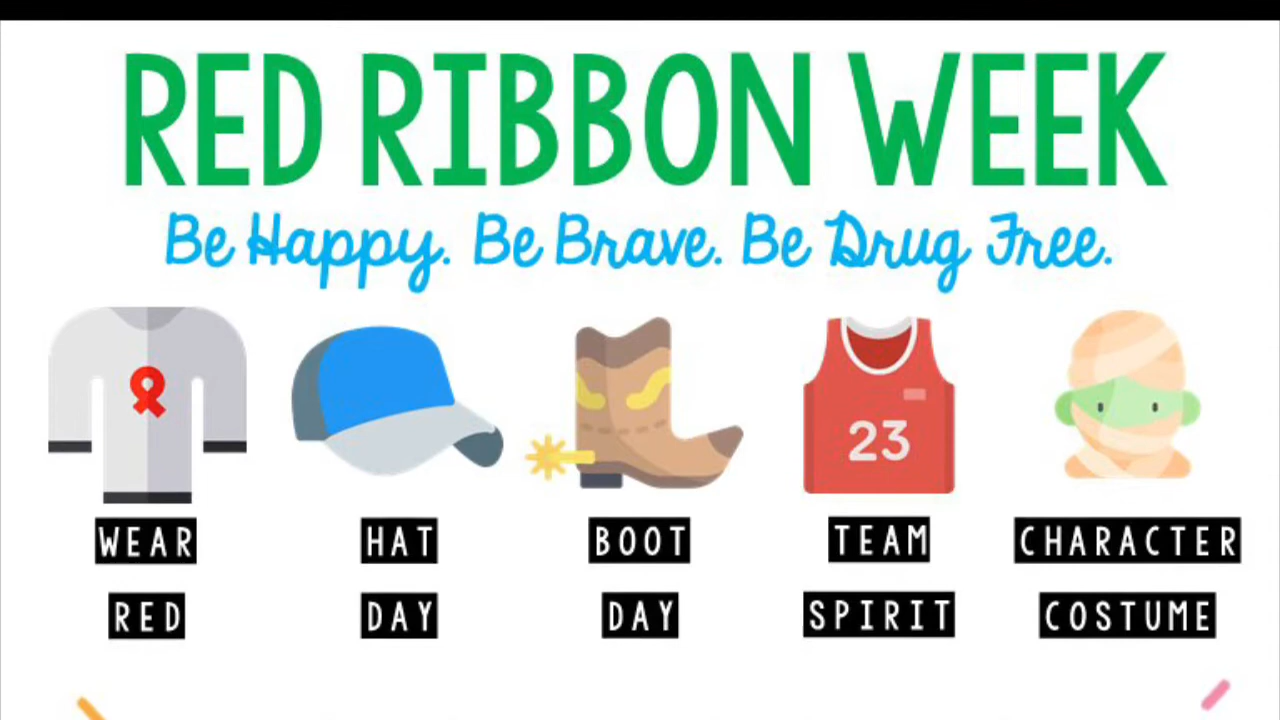 RED RIBBON WEEK
Be Happy. Be Brave. Be Drug Free.
23
WEAR HAT BOOT TEAM CHARACTER
RED DAY DAY SPIRIT COSTUME